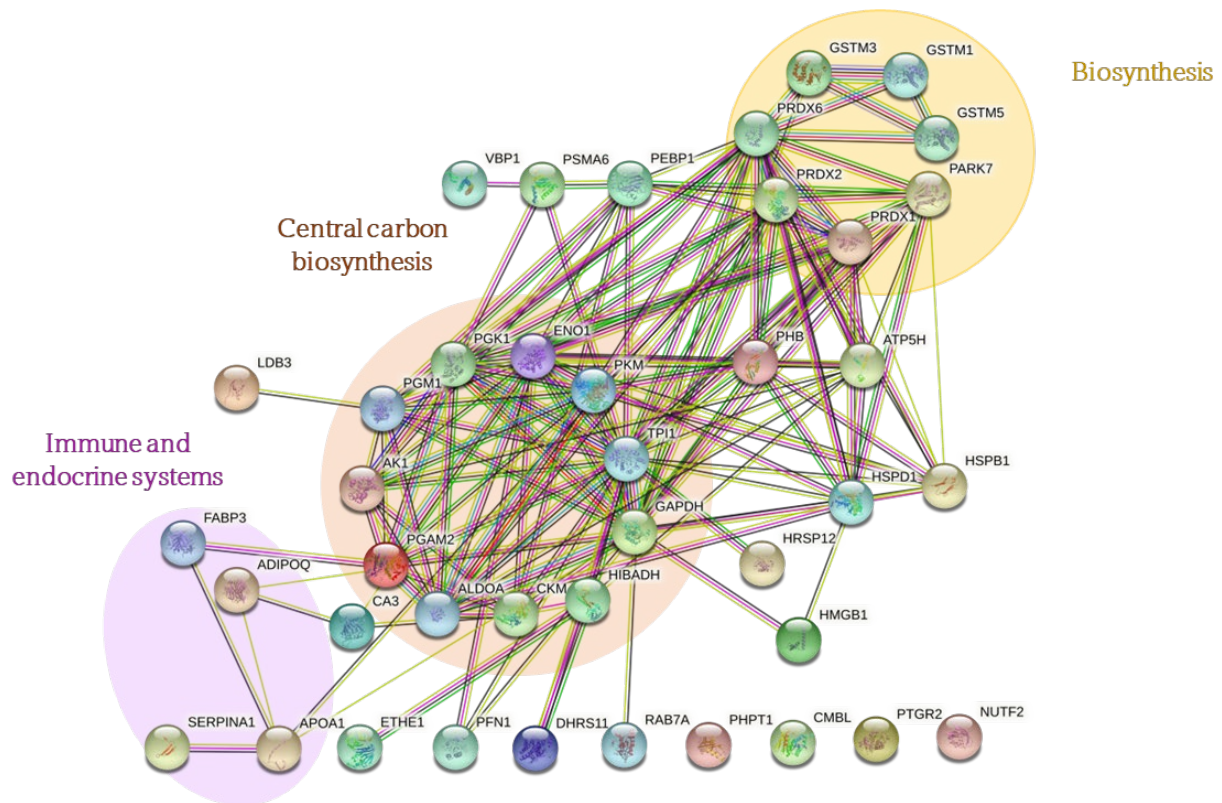 GSTM3
GSTM1
Biosynthesis
PRDX6
GSTM5
VBP1
PSMA6
PEBP1
PRDX2
PARK7
PRDX1
Central carbon
biosynthesis
PGK1
ENO1
PHB
ATP5H
LDB3
PGM1
PKM
Immune and
endocrine systems
TPI1
AK1
HSPD1
HSPB1
FABP3
GAPDH
PGAM2
HRSP12
ADIPOQ
CA3
ALDOA
CKM
HIBADH
HMGB1
SERPINA1
APOA1
ETHE1
PFN1
DHRS11
RAB7A
PHPT1
CMBL
PTGR2
NUTF2